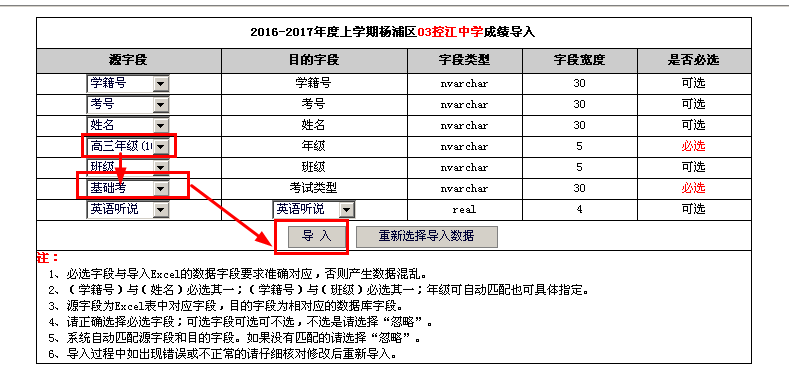 2016-2017年度上学期杨浦区03控江中学成绩导入
源字段 目的字段 字段类型 字段宽度 是否必选
学籍号 学籍号 nvarchar 30 可选
考号 考号 nvarchar 30 可选
姓名 姓名 nvarchar 30 可选
高三年级(1 年级 nvarchar 5 必选
班级 班级 nvarchar 5 可选
基础考 考试类型 nvarchar 30 必选
英语听说 英语听说 real 4 可选
导 入 重新选择导入数据
注：
1、必选字段与导入Excel的数据字段要求准确对应，否则产生数据混乱。
2、（学籍号）与（姓名）必选其一；（学籍号）与（班级）必选其一；年级可自动匹配也可具体指定。
3、源字段为Excel表中对应字段，目的字段为相对应的数据库字段。
4、请正确选择必选字段；可选字段可选可不选，不选是请选择“忽略”。
5、系统自动匹配源字段和目的字段。如果没有匹配的请选择“忽略”。
6、导入过程中如出现错误或不正常的请仔细核对修改后重新导入。